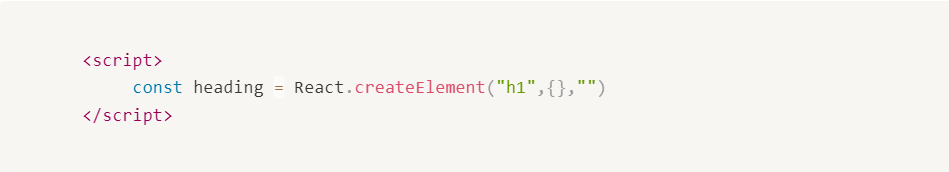 <script>
const heading = React.createElement("h1",{},"")
</script>